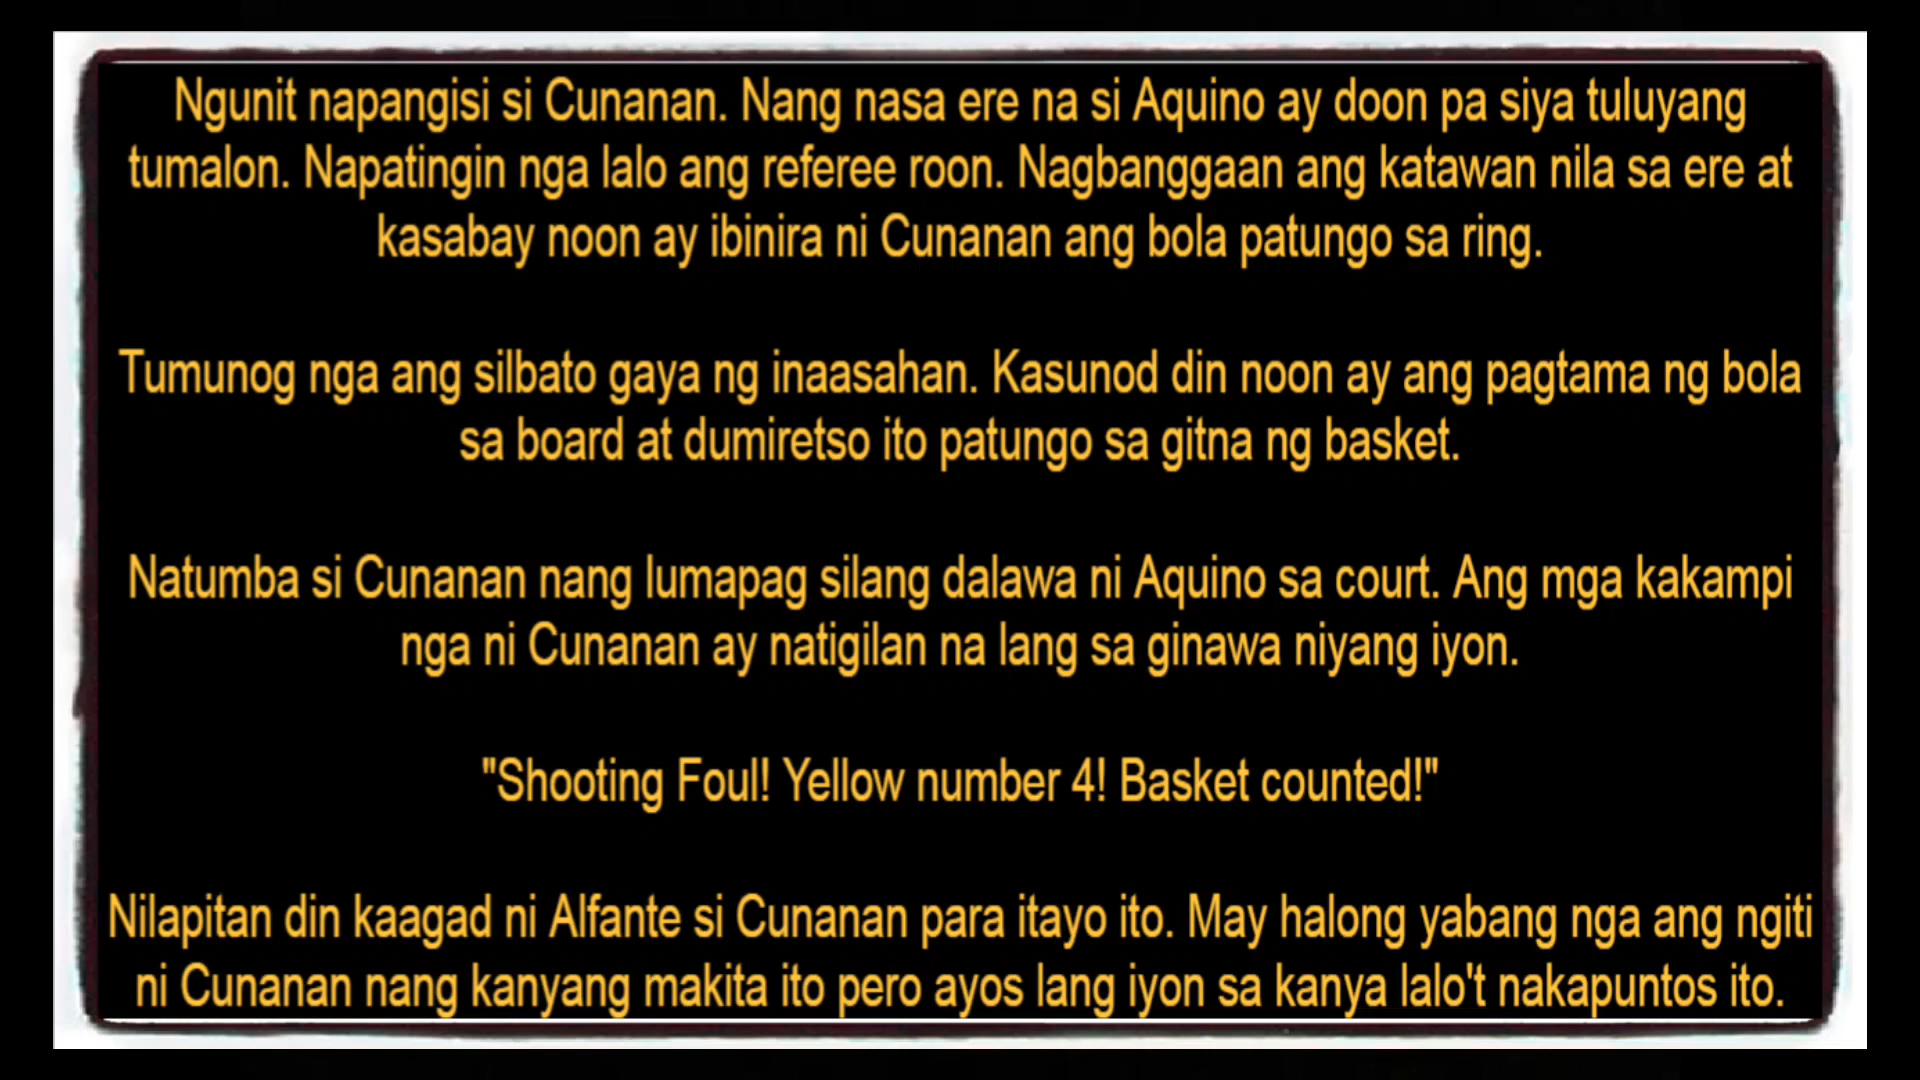 Ngunit napangisi si Cunanan. Nang nasa ere na si Aquino ay doon pa siya tuluyang
tumalon. Napatingin nga lalo ang referee roon. Nagbanggaan ang katawan nila sa ere at
kasabay noon ay ibinira ni Cunanan ang bola patungo sa ring.
Tumunog nga ang silbato gaya ng inaasahan. Kasunod din noon ay ang pagtama ng bola
sa board at dumiretso ito patungo sa gitna ng basket.
Natumba si Cunanan nang lumapag silang dalawa ni Aquino sa court. Ang mga kakampi
nga ni Cunanan ay natigilan na lang sa ginawa niyang iyon.
"Shooting Foul! Yellow number 4! Basket counted!"
Nilapitan din kaagad ni Alfante si Cunanan para itayo ito. May halong yabang nga ang ngiti
ni Cunanan nang kanyang makita ito pero ayos lang iyon sa kanya lalo't nakapuntos ito.